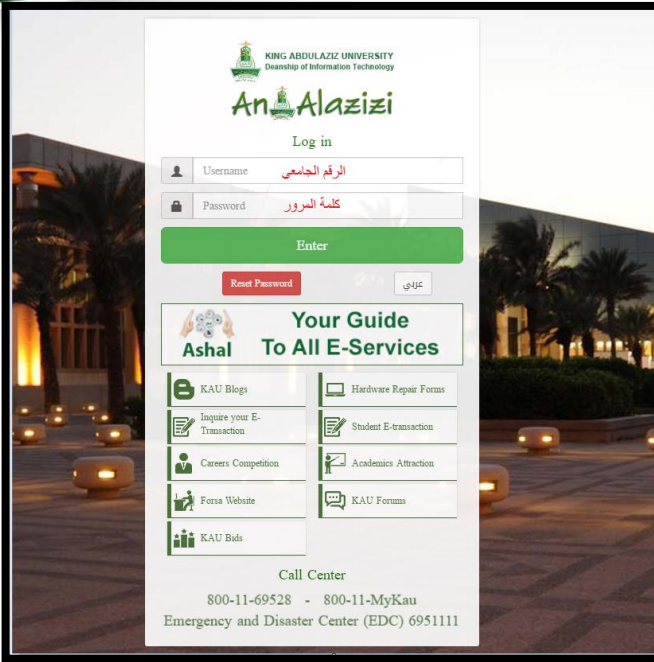 KING ABDULAZIZ UNIVERSITY
Deanship of Information Technology
An Alazizi
Log in
Username الرقم الجامعي
Password كلمة المرور
Enter
Reset Password عربي
Your Guide
Ashal To All E-Services
KAU Blogs Hardware Repair Forms
Inquire your E-
Transaction Student E-transaction
Careers Competition Academics Attraction
Forsa Website KAU Forums
KAU Bids
Call Center
800-11-69528 - 800-11-MyKau
Emergency and Disaster Center (EDC) 6951111